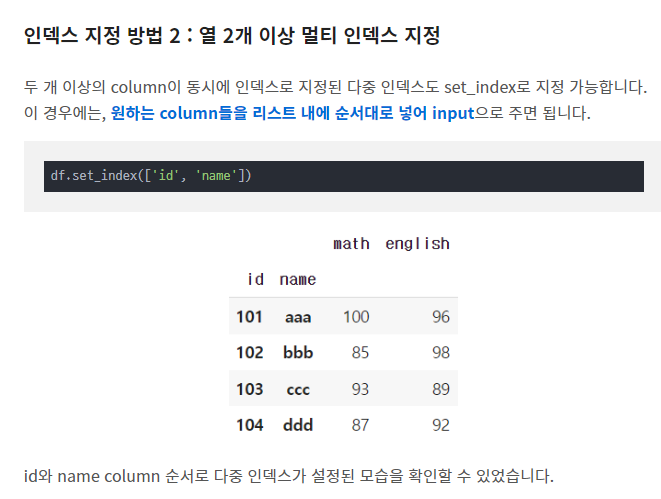 인덱스 지정 방법 2 : 열 2개 이상 멀티 인덱스 지정
두 개 이상의 column이 동시에 인덱스로 지정된 다중 인덱스도 set_index로 지정 가능합니다.
이 경우에는, 원하는 column들을 리스트 내에 순서대로 넣어 input으로 주면 됩니다.
df.set_index(['id', 'name'])
math english
id name
101 aaa 100 96
102 bbb 85 98
103 ccc 93 89
104 ddd 87 92
id와 name column 순서로 다중 인덱스가 설정된 모습을 확인할 수 있었습니다.